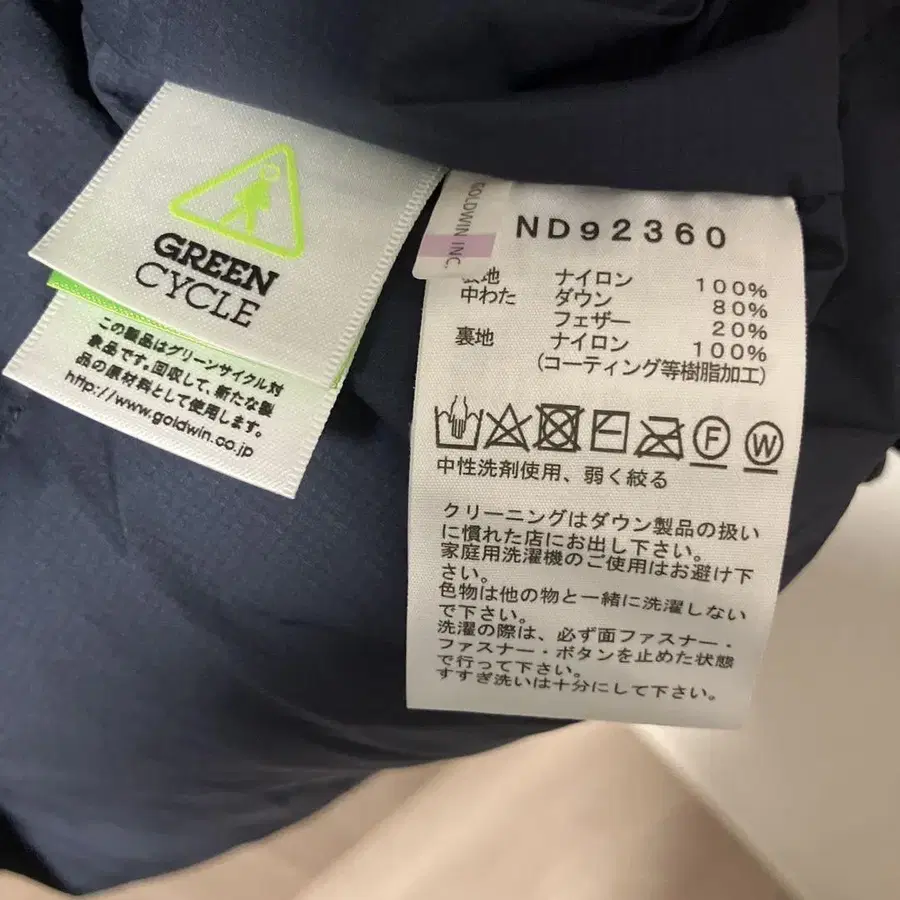 GREEN
CYCLE
この製品はグリーンサイクル対
象品です。回収して、新たな製
品の原材料として使用します。
http://www.goldwin.co.jp
GOLDWIN INC.
ND92360
表地 ナイロン 100%
中わた ダウン 80%
フェザー 20%
裏地 ナイロン 100%
(コーティング等樹脂加工)
F
W
中性洗剤使用、弱く絞る
クリーニングはダウン製品の扱い
に慣れた店にお出し下さい。
家庭用洗濯機のご使用はお避け下
さい。
色物は他の物と一緒に洗濯しない
で下さい。
洗濯の際は、必ず面ファスナー・
ファスナー・ボタンを止めた状態
で行って下さい。
すすぎ洗いは十分にして下さい。